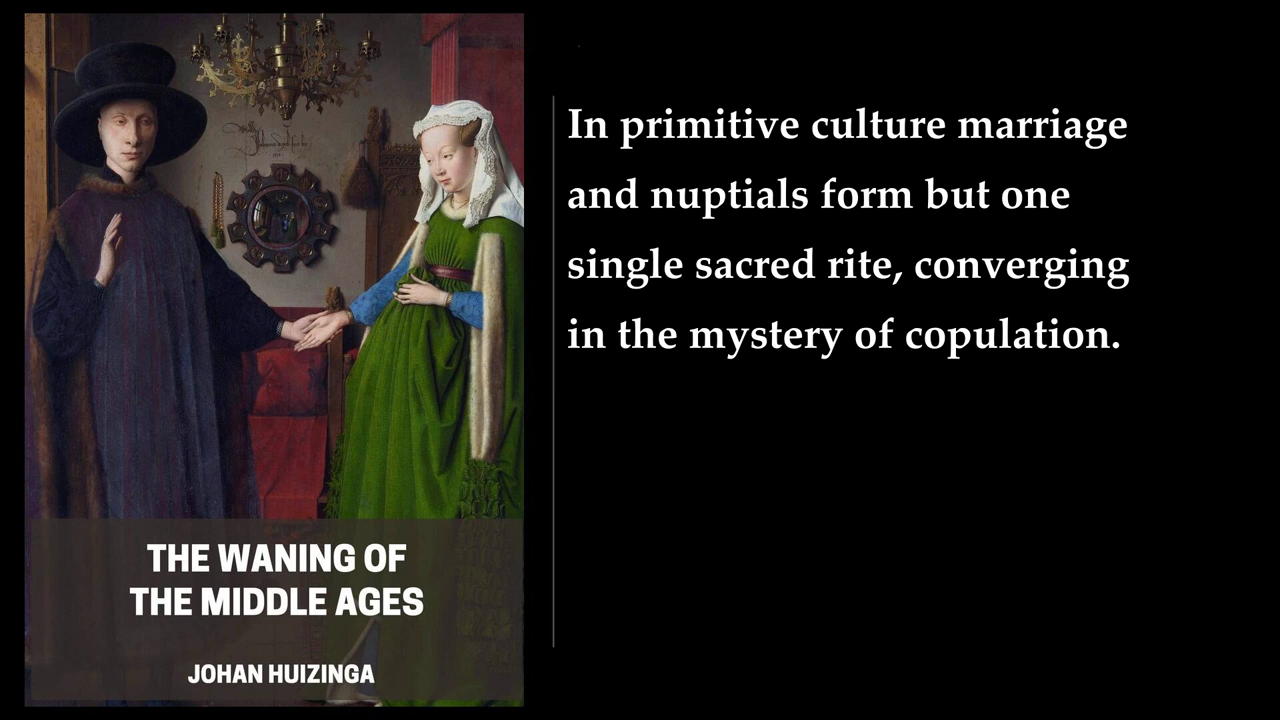 THE WANING OF
THE MIDDLE AGES
JOHAN HUIZINGA
In primitive culture marriage
and nuptials form but one
single sacred rite, converging
in the mystery of copulation.